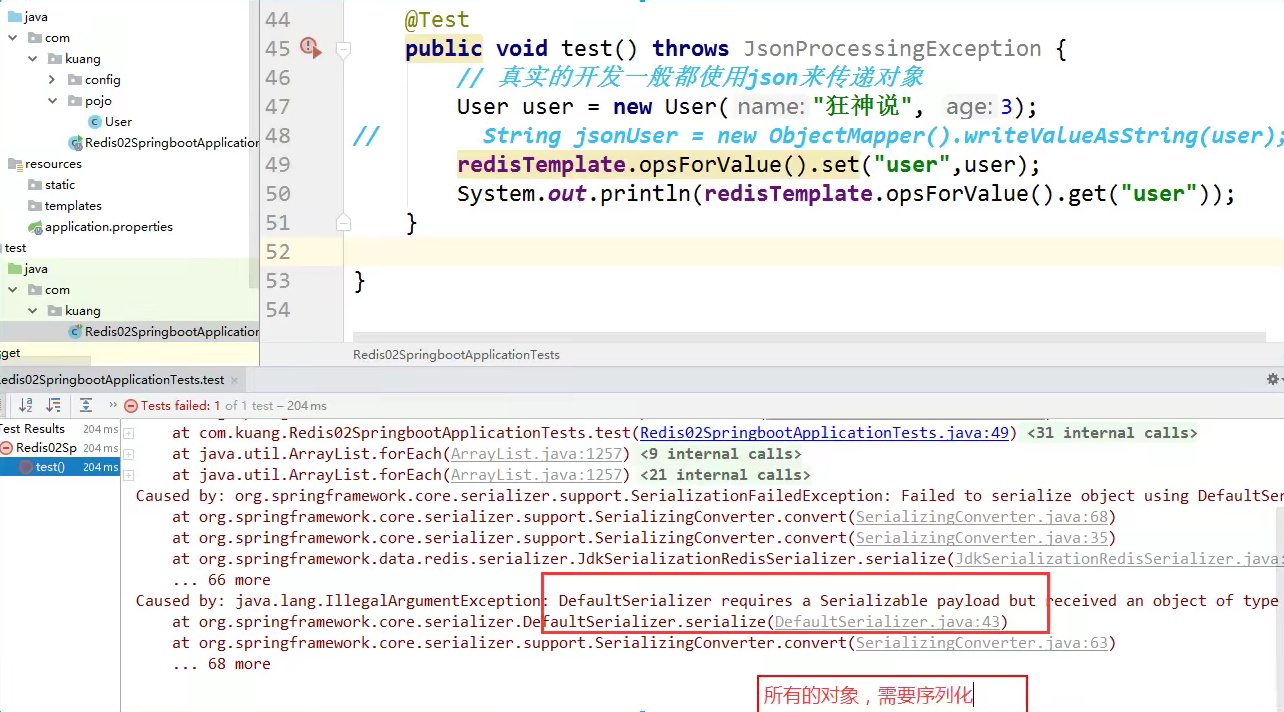 java
com
kuang
config
pojo
User
Redis02SpringbootApplication
resources
static
templates
application.properties
test
java
com
kuang
Redis02SpringbootApplication
get
44 @Test
45 public void test() throws JsonProcessingException {
46 // 真实的开发一般都使用json来传递对象
47 User user = new User( name: "狂神说", age: 3);
48 // String jsonUser = new ObjectMapper().writeValueAsString(user);
49 redisTemplate.opsForValue().set("user",user);
50 System.out.println(redisTemplate.opsForValue().get("user"));
51 }
52
53 }
54
Redis02SpringbootApplicationTests
edis02SpringbootApplicationTests.test ×
» Tests failed: 1 of 1 test – 204 ms
Test Results 204 ms
Redis02Sp 204 ms
test() 204 ms
at com.kuang.Redis02SpringbootApplicationTests.test(Redis02SpringbootApplicationTests.java:49) <31 internal calls>
at java.util.ArrayList.forEach(ArrayList.java:1257) <9 internal calls>
at java.util.ArrayList.forEach(ArrayList.java:1257) <21 internal calls>
Caused by: org.springframework.core.serializer.support.SerializationFailedException: Failed to serialize object using DefaultSer
at org.springframework.core.serializer.support.SerializingConverter.convert(SerializingConverter.java:68)
at org.springframework.core.serializer.support.SerializingConverter.convert(SerializingConverter.java:35)
at org.springframework.data.redis.serializer.JdkSerializationRedisSerializer.serialize(JdkSerializationRedisSerializer.java:
... 66 more
Caused by: java.lang.IllegalArgumentException: DefaultSerializer requires a Serializable payload but received an object of type
at org.springframework.core.serializer.DefaultSerializer.serialize(DefaultSerializer.java:43)
at org.springframework.core.serializer.support.SerializingConverter.convert(SerializingConverter.java:63)
... 68 more
所有的对象，需要序列化